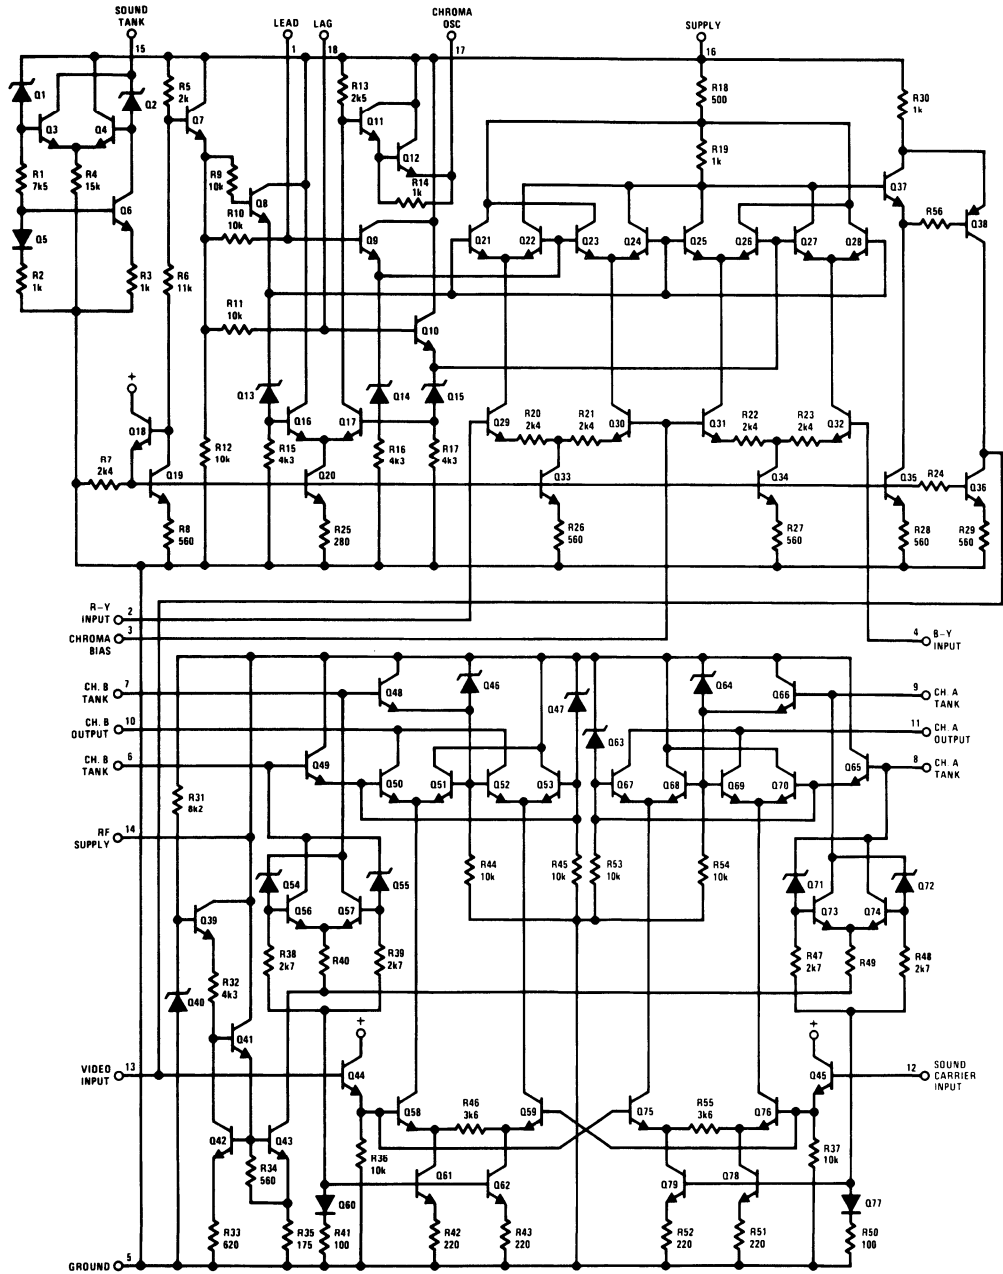 SOUND
TANK
15
LEAD
1
LAG
18
CHROMA
OSC
17
SUPPLY
16
Q1
Q2
Q3
Q4
R5
2k
Q7
R13
2k5
Q11
Q12
R14
1k
R18
500
R19
1k
R30
1k
R1
7k5
R4
15k
Q6
R9
10k
Q8
R10
10k
Q9
Q37
R56
Q38
Q5
R2
1k
R3
1k
R6
11k
R11
10k
Q10
Q21
Q22
Q23
Q24
Q25
Q26
Q27
Q28
+
Q18
Q13
Q16
Q17
Q14
Q15
Q29
R20
2k4
R21
2k4
Q30
Q31
R22
2k4
R23
2k4
Q32
R7
2k4
Q19
R12
10k
R15
4k3
Q20
R16
4k3
R17
4k3
Q33
Q34
Q35
R24
Q36
R8
560
R25
280
R26
560
R27
560
R28
560
R29
560
R-Y
INPUT
2
CHROMA
BIAS
3
4
B-Y
INPUT
CH. B
TANK
7
Q48
Q46
Q47
Q63
Q64
Q66
9
CH. A
TANK
CH. B
OUTPUT
10
11
CH. A
OUTPUT
CH. B
TANK
6
Q49
Q50
Q51
Q52
Q53
Q67
Q68
Q69
Q70
Q65
8
CH. A
TANK
R31
8k2
RF
SUPPLY
14
Q54
Q55
R44
10k
R45
10k
R53
10k
R54
10k
Q71
Q72
Q39
Q56
Q57
Q73
Q74
R32
4k3
Q40
R38
2k7
R40
R39
2k7
R47
2k7
R49
R48
2k7
Q41
+
+
VIDEO
INPUT
13
Q44
Q45
12
SOUND
CARRIER
INPUT
Q42
Q43
Q58
R46
3k6
Q59
Q75
R55
3k6
Q76
R34
560
R36
10k
R37
10k
Q60
Q61
Q62
Q79
Q78
Q77
R33
620
R35
175
R41
100
R42
220
R43
220
R52
220
R51
220
R50
100
GROUND
5